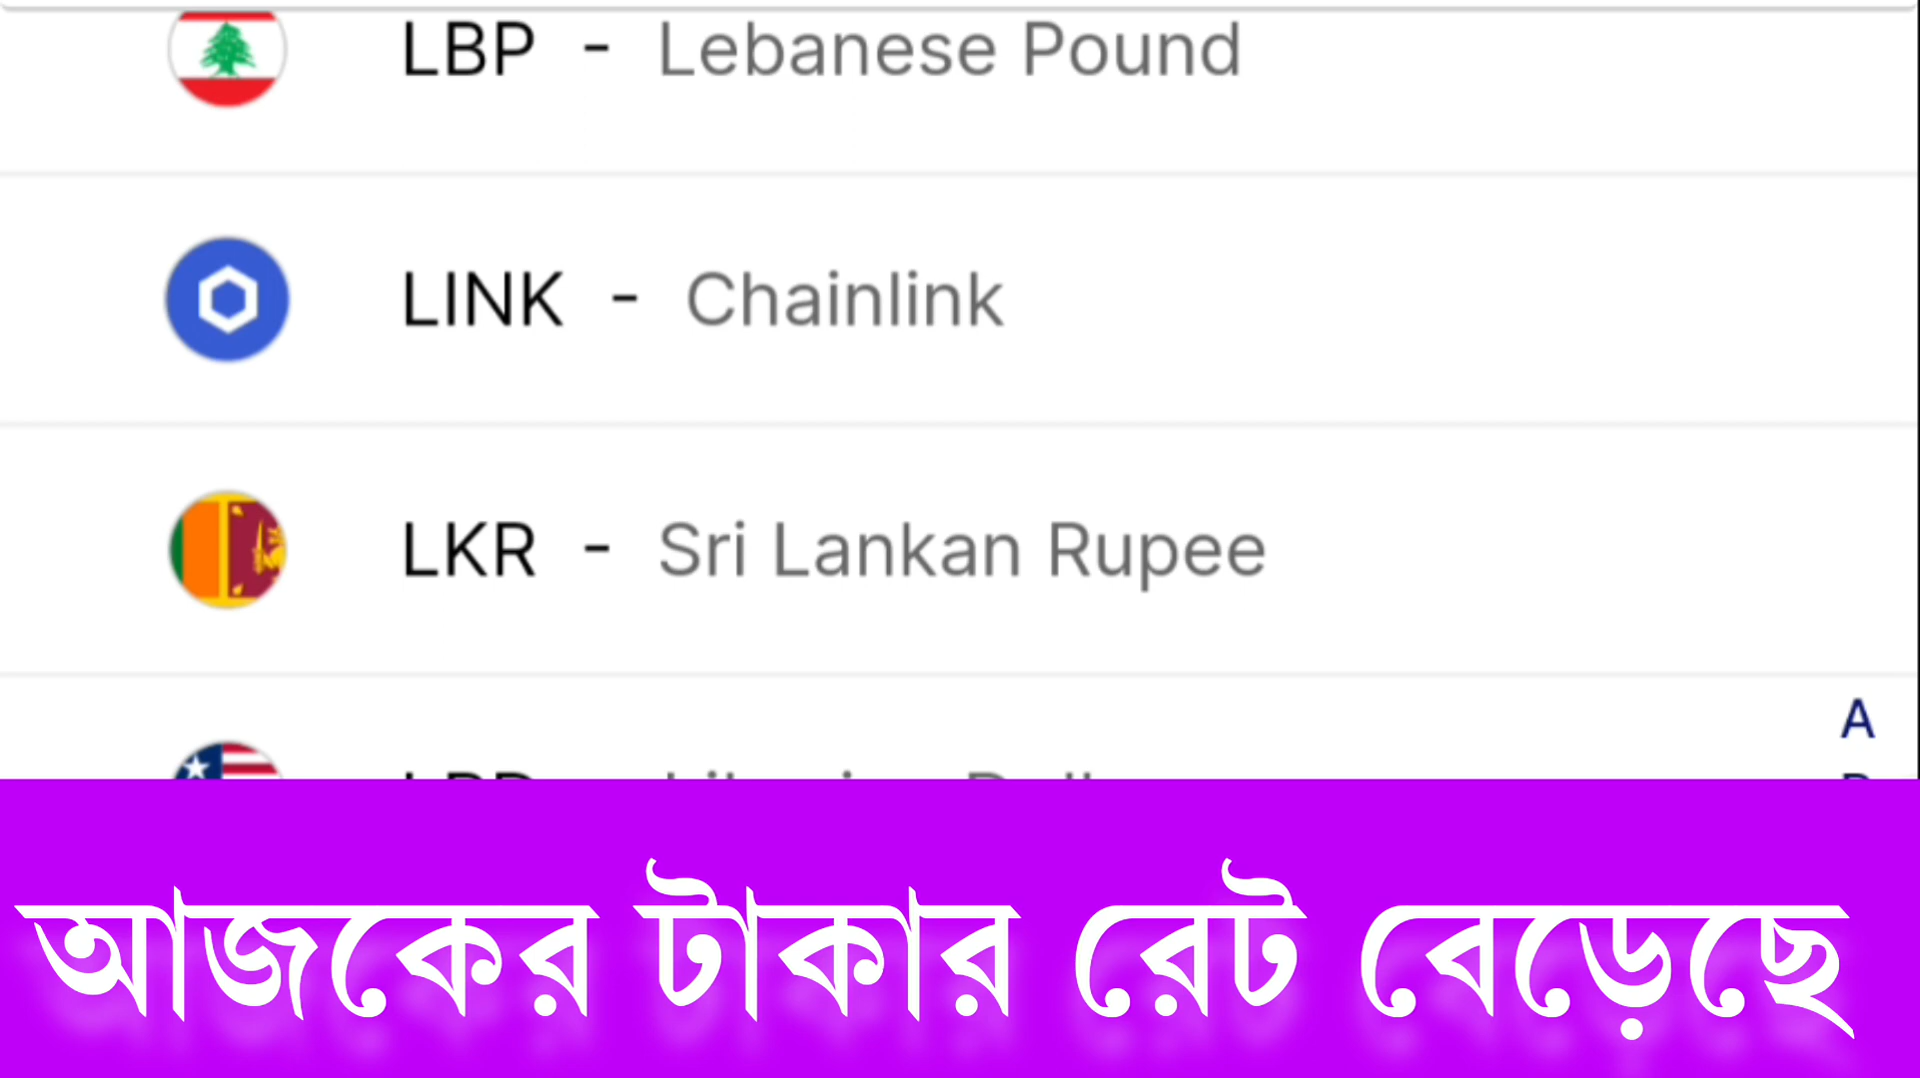 LBP - Lebanese Pound
LINK - Chainlink
LKR - Sri Lankan Rupee
A
আজকের টাকার রেট বেড়েছে